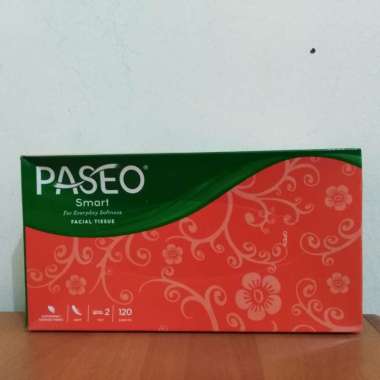 PASEO®
Smart
For Everyday Softness
FACIAL TISSUE
2 120